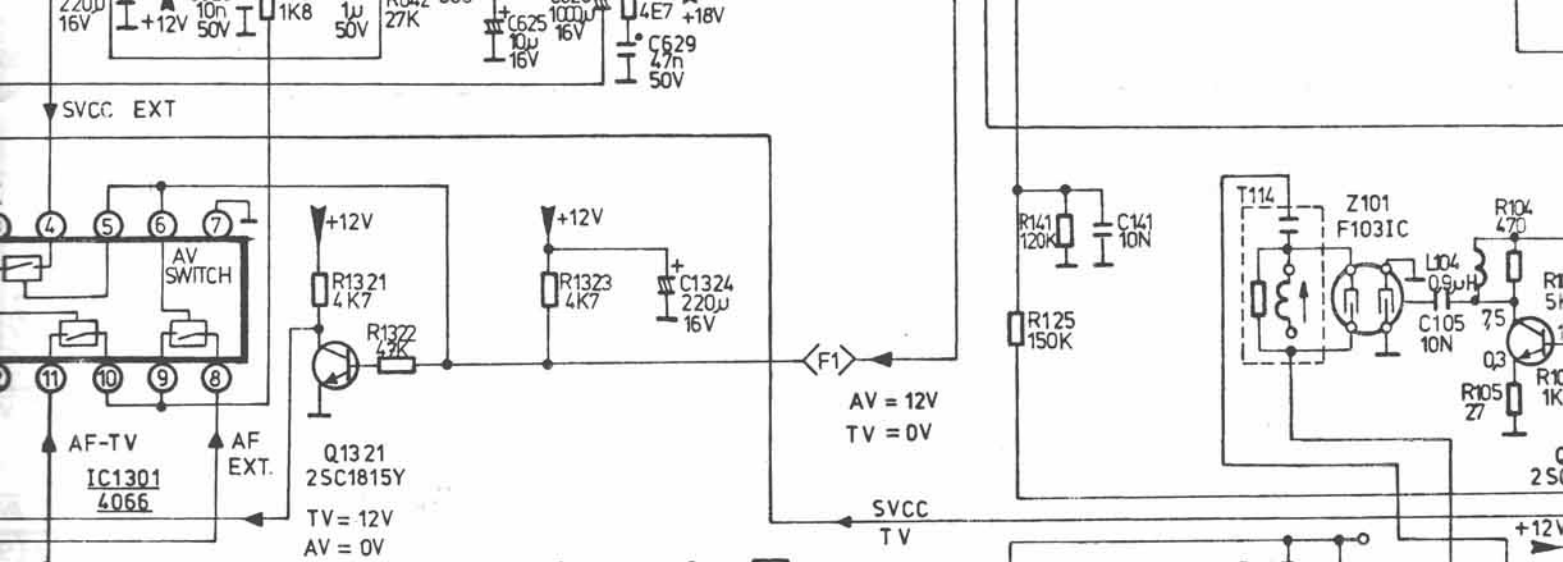 16V
+12V
10n
50V
1K8
1µ
50V
27K
C625
10µ
16V
1000µ
16V
4E7
+18V
C629
47n
50V
SVCC EXT
4
5
6
7
AV
SWITCH
11
10
9
8
AF-TV
AF
EXT.
IC1301
4066
+12V
R1321
4K7
R1322
47K
Q1321
2SC1815Y
TV = 12V
AV = 0V
+12V
R1323
4K7
+
C1324
220µ
16V
F1
AV = 12V
TV = 0V
SVCC
TV
R141
120K
C141
10N
R125
150K
T114
Z101
F103IC
L104
0,9µH
C105
10N
R104
470
7,5
0,3
R105
27
1K
+12V